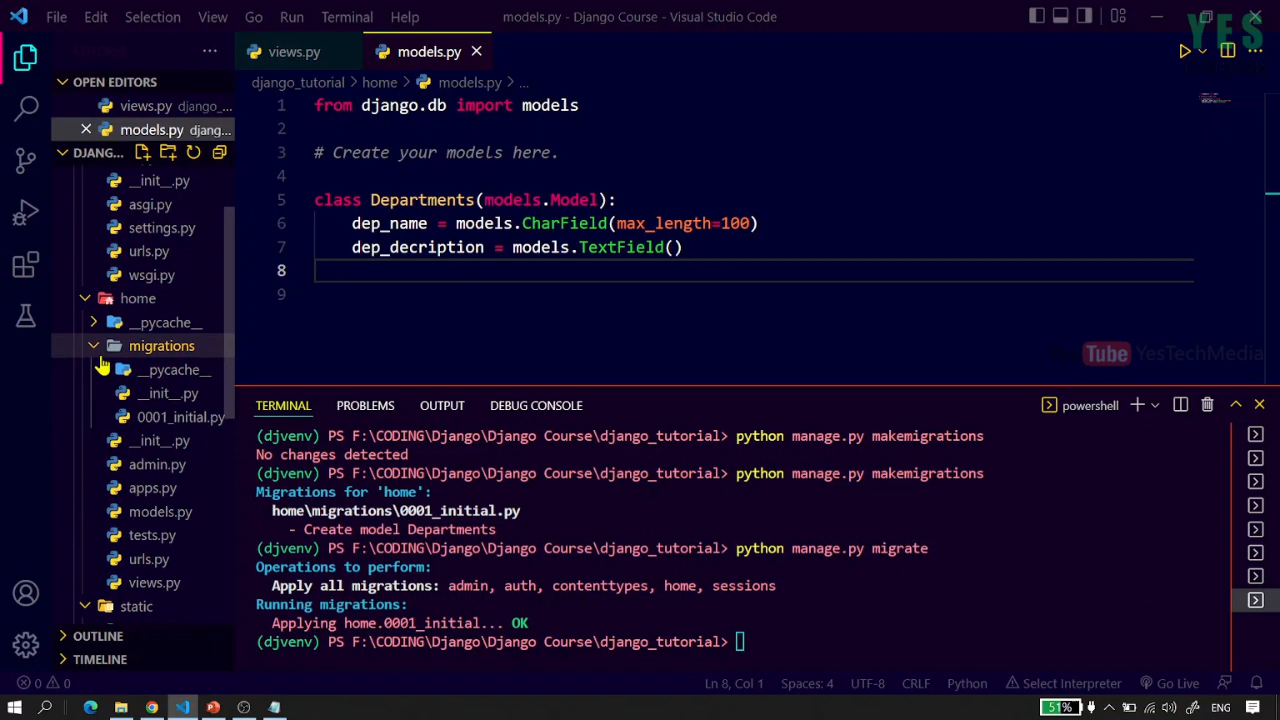 File Edit Selection View Go Run Terminal Help models.py - Django Course - Visual Studio Code
YES
views.py models.py
OPEN EDITORS
views.py django_...
models.py djang...
DJANG...
__init__.py
asgi.py
settings.py
urls.py
wsgi.py
home
__pycache__
migrations
__pycache__
__init__.py
0001_initial.py
__init__.py
admin.py
apps.py
models.py
tests.py
urls.py
views.py
static
OUTLINE
TIMELINE
django_tutorial > home > models.py > ...
1 from django.db import models
2
3 # Create your models here.
4
5 class Departments(models.Model):
6 dep_name = models.CharField(max_length=100)
7 dep_decription = models.TextField()
8
9
Tube YesTechMedia
TERMINAL PROBLEMS OUTPUT DEBUG CONSOLE powershell
(djvenv) PS F:\CODING\Django\Django Course\django_tutorial> python manage.py makemigrations
No changes detected
(djvenv) PS F:\CODING\Django\Django Course\django_tutorial> python manage.py makemigrations
Migrations for 'home':
home\migrations\0001_initial.py
- Create model Departments
(djvenv) PS F:\CODING\Django\Django Course\django_tutorial> python manage.py migrate
Operations to perform:
Apply all migrations: admin, auth, contenttypes, home, sessions
Running migrations:
Applying home.0001_initial... OK
(djvenv) PS F:\CODING\Django\Django Course\django_tutorial>
0 0 Ln 8, Col 1 Spaces: 4 UTF-8 CRLF Python Select Interpreter Go Live
51% ENG